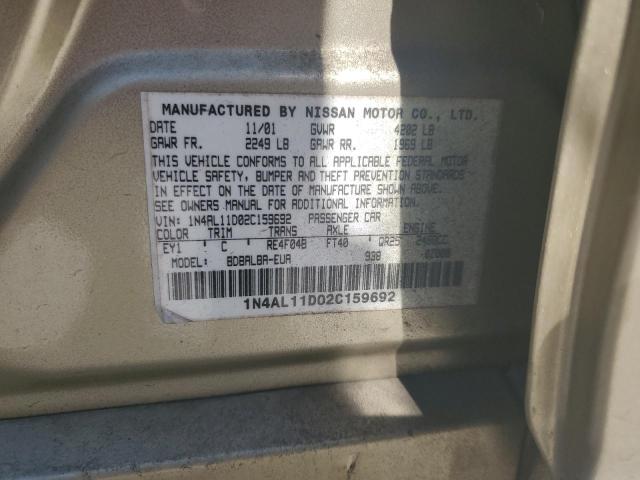 MANUFACTURED BY NISSAN MOTOR CO., LTD.
DATE 11/01 GVWR 4202 LB
GAWR FR. 2249 LB GAWR RR. 1969 LB
THIS VEHICLE CONFORMS TO ALL APPLICABLE FEDERAL MOTOR
VEHICLE SAFETY, BUMPER AND THEFT PREVENTION STANDARDS
IN EFFECT ON THE DATE OF MANUFACTURE SHOWN ABOVE.
SEE OWNERS MANUAL FOR ADDITIONAL INFORMATION.
VIN: 1N4AL11D02C159692 PASSENGER CAR
COLOR TRIM TRANS AXLE ENGINE
EY1 C RE4F04B FT40 QR25 2488CC
MODEL: BDBALBA-EUA 938
1N4AL11D02C159692